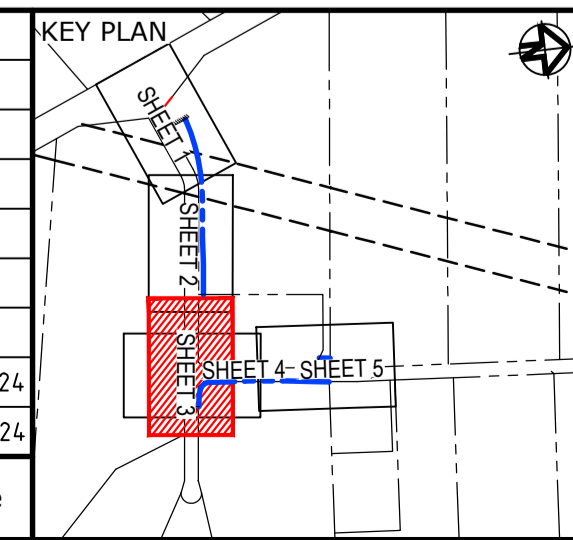 KEY PLAN
N
SHEET 1
SHEET 2
SHEET 3
SHEET 4
SHEET 5
24
24
e